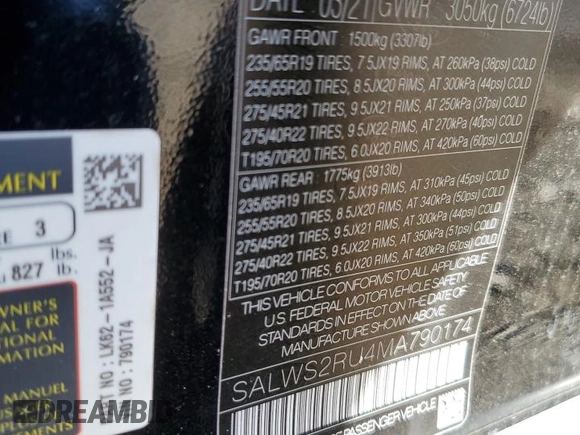 DATE 03/21 GVWR 3050kg (6724lb)
GAWR FRONT 1500kg (3307lb)
235/65R19 TIRES, 7.5JX19 RIMS, AT 260kPa (38psi) COLD
255/55R20 TIRES, 8.5JX20 RIMS, AT 300kPa (44psi) COLD
275/45R21 TIRES, 9.5JX21 RIMS, AT 250kPa (37psi) COLD
275/40R22 TIRES, 9.5JX22 RIMS, AT 270kPa (40psi) COLD
T195/70R20 TIRES, 6.0JX20 RIMS, AT 420kPa (60psi) COLD
GAWR REAR: 1775kg (3913lb)
235/65R19 TIRES, 7.5JX19 RIMS, AT 310kPa (45psi) COLD
255/55R20 TIRES, 8.5JX20 RIMS, AT 340kPa (50psi) COLD
275/45R21 TIRES, 9.5JX21 RIMS, AT 300kPa (44psi) COLD
275/40R22 TIRES, 9.5JX22 RIMS, AT 350kPa (51psi) COLD
T195/70R20 TIRES, 6.0JX20 RIMS, AT 420kPa (60psi) COLD
THIS VEHICLE CONFORMS TO ALL APPLICABLE
U.S. FEDERAL MOTOR VEHICLE SAFETY
STANDARDS IN EFFECT ON THE DATE OF
MANUFACTURE SHOWN ABOVE
SALWS2RU4MA790174
PASSENGER VEHICLE
EMENT
3
827 lbs.
lb.
WNER'S
AL FOR
TIONAL
MATION
MANUEL
PLÉ
LK62-1A552-JA
: 790174
DREAMBID